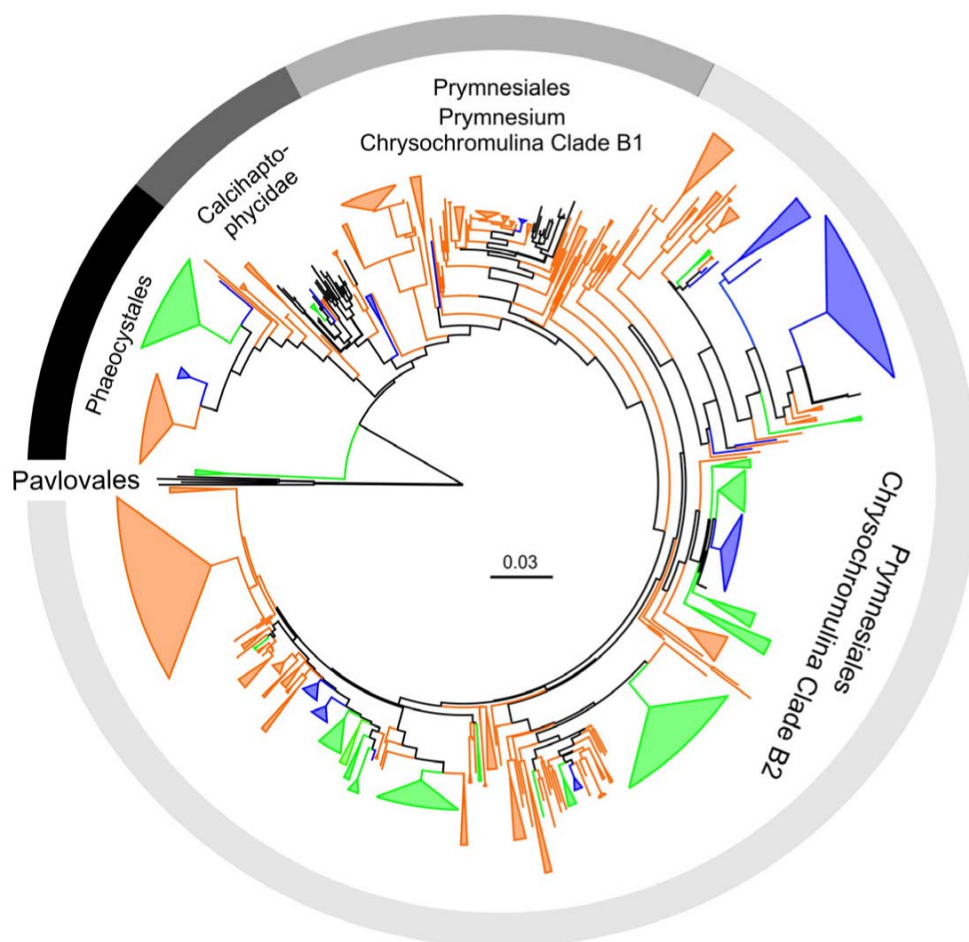 Prymnesiales
Prymnesium
Chrysochromulina Clade B1
Calcihapto-
phycidae
Phaeocystales
Pavlovales
0.03
Prymnesiales
Chrysochromulina Clade B2